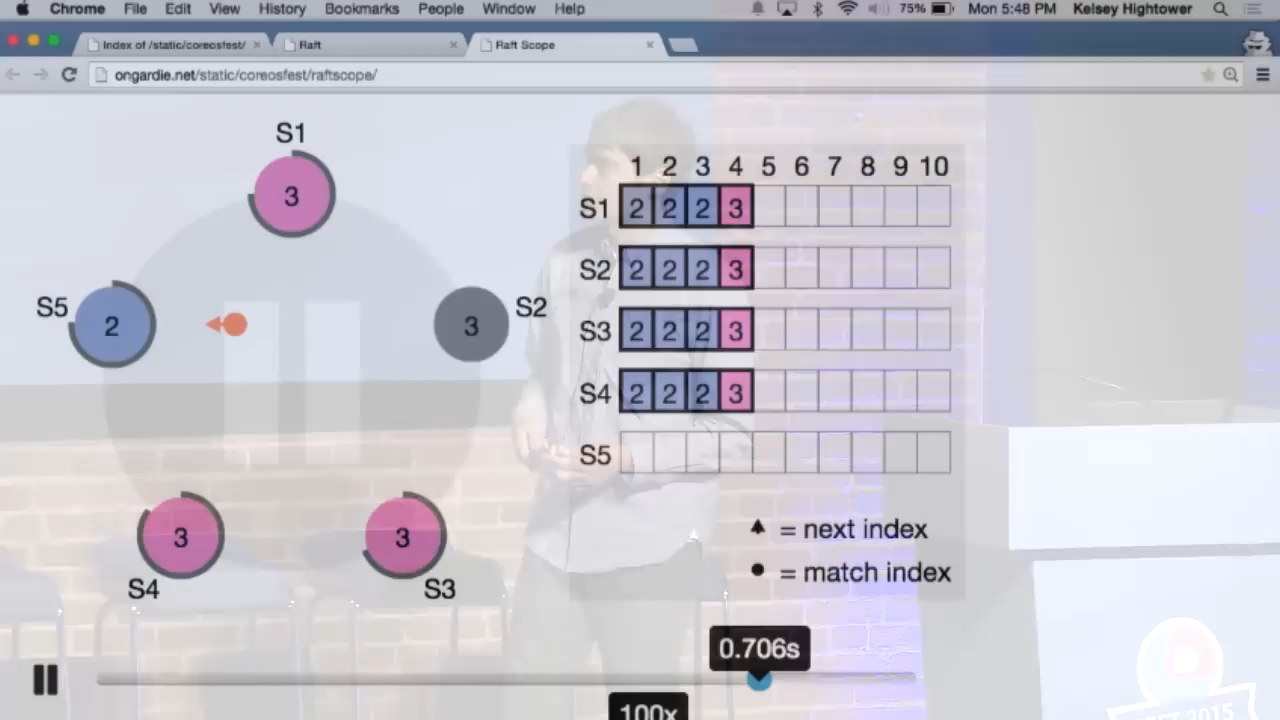 Chrome File Edit View History Bookmarks People Window Help 75% Mon 5:48 PM Kelsey Hightower
Index of /static/coreosfest/ Raft Raft Scope
ongardie.net/static/coreosfest/raftscope/
S1
3
S5
2
S2
3
S4
3
S3
3
1 2 3 4 5 6 7 8 9 10
S1 2 2 2 3
S2 2 2 2 3
S3 2 2 2 3
S4 2 2 2 3
S5
= next index
= match index
0.706s
100x
2015